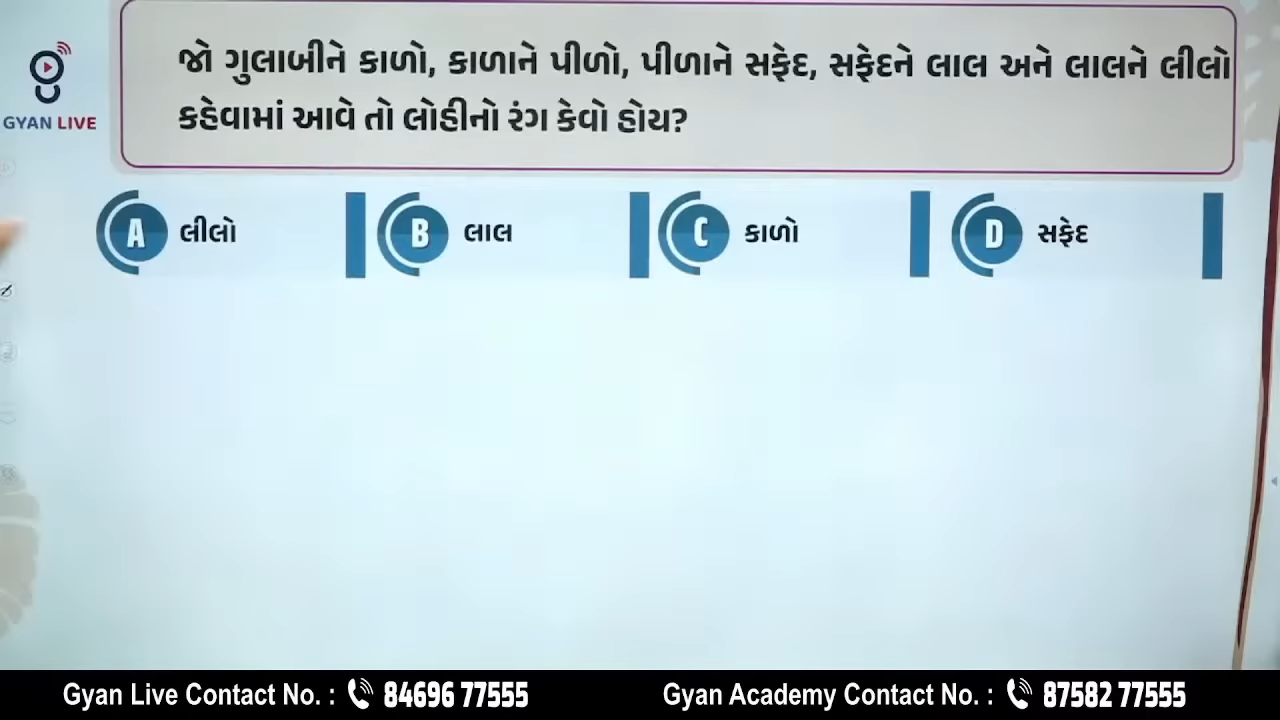 જો ગુલાબીને કાળો, કાળાને પીળો, પીળાને સફેદ, સફેદને લાલ અને લાલને લીલો
કહેવામાં આવે તો લોહીનો રંગ કેવો હોય?
GYAN LIVE
A લીલો
B લાલ
C કાળો
D સફેદ
Gyan Live Contact No. : 84696 77555
Gyan Academy Contact No. : 87582 77555